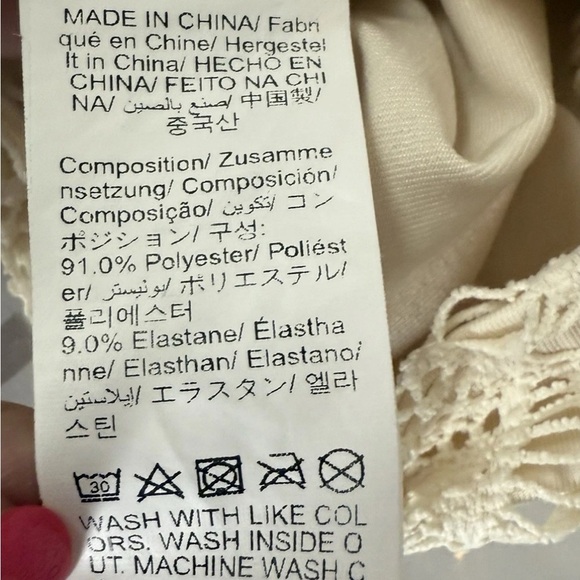 MADE IN CHINA/ Fabri
qué en Chine/ Hergestel
lt in China/ HECHO EN
CHINA/ FEITO NA CHI
NA/ صنع بالصين/ 中国製/
중국산
Composition/ Zusamme
nsetzung/ Composición/
Composição/ تكوين/ コン
ポジション/ 구성:
91.0% Polyester/ Poliést
er/ بوليستر/ ポリエステル/
폴리에스터
9.0% Elastane/ Élastha
nne/ Elasthan/ Elastano/
إيلاستين/ エラスタン/ 엘라
스틴
30
WASH WITH LIKE COL
ORS. WASH INSIDE O
UT. MACHINE WASH C